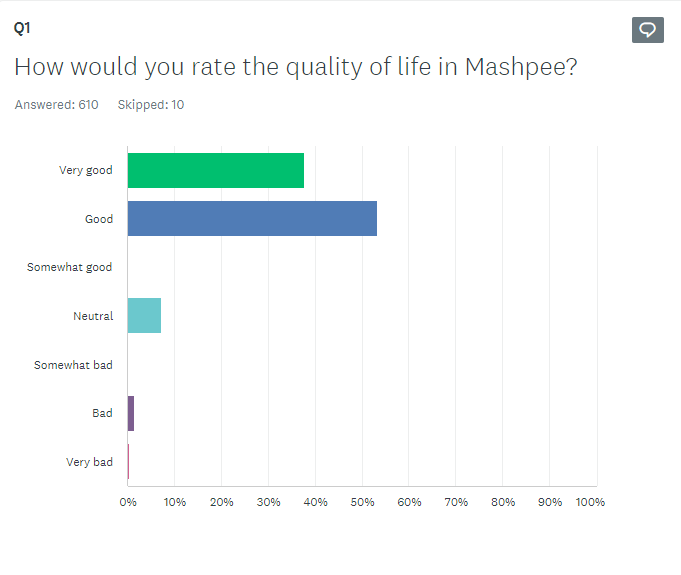 Q1
How would you rate the quality of life in Mashpee?
Answered: 610 Skipped: 10
Very good
Good
Somewhat good
Neutral
Somewhat bad
Bad
Very bad
0% 10% 20% 30% 40% 50% 60% 70% 80% 90% 100%